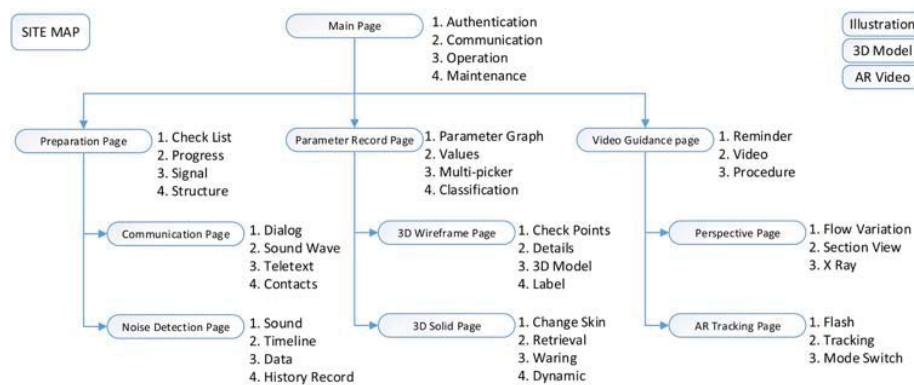 SITE MAP
Main Page
1. Authentication
2. Communication
3. Operation
4. Maintenance
Illustration
3D Model
AR Video
Preparation Page
1. Check List
2. Progress
3. Signal
4. Structure
Parameter Record Page
1. Parameter Graph
2. Values
3. Multi-picker
4. Classification
Video Guidance page
1. Reminder
2. Video
3. Procedure
Communication Page
1. Dialog
2. Sound Wave
3. Teletext
4. Contacts
3D Wireframe Page
1. Check Points
2. Details
3. 3D Model
4. Label
Perspective Page
1. Flow Variation
2. Section View
3. X Ray
Noise Detection Page
1. Sound
2. Timeline
3. Data
4. History Record
3D Solid Page
1. Change Skin
2. Retrieval
3. Waring
4. Dynamic
AR Tracking Page
1. Flash
2. Tracking
3. Mode Switch